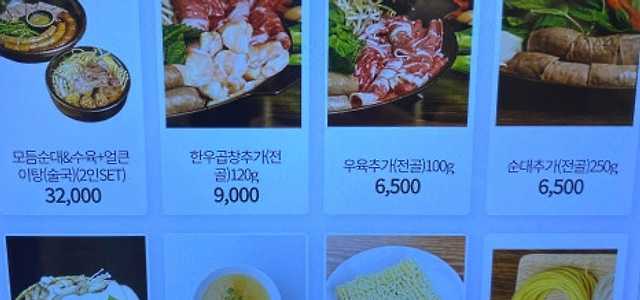 모듬순대&수육+얼큰
이탕(술국)(2인SET)
32,000
한우곱창추가(전
골)120g
9,000
우육추가(전골)100g
6,500
순대추가(전골)250g
6,500